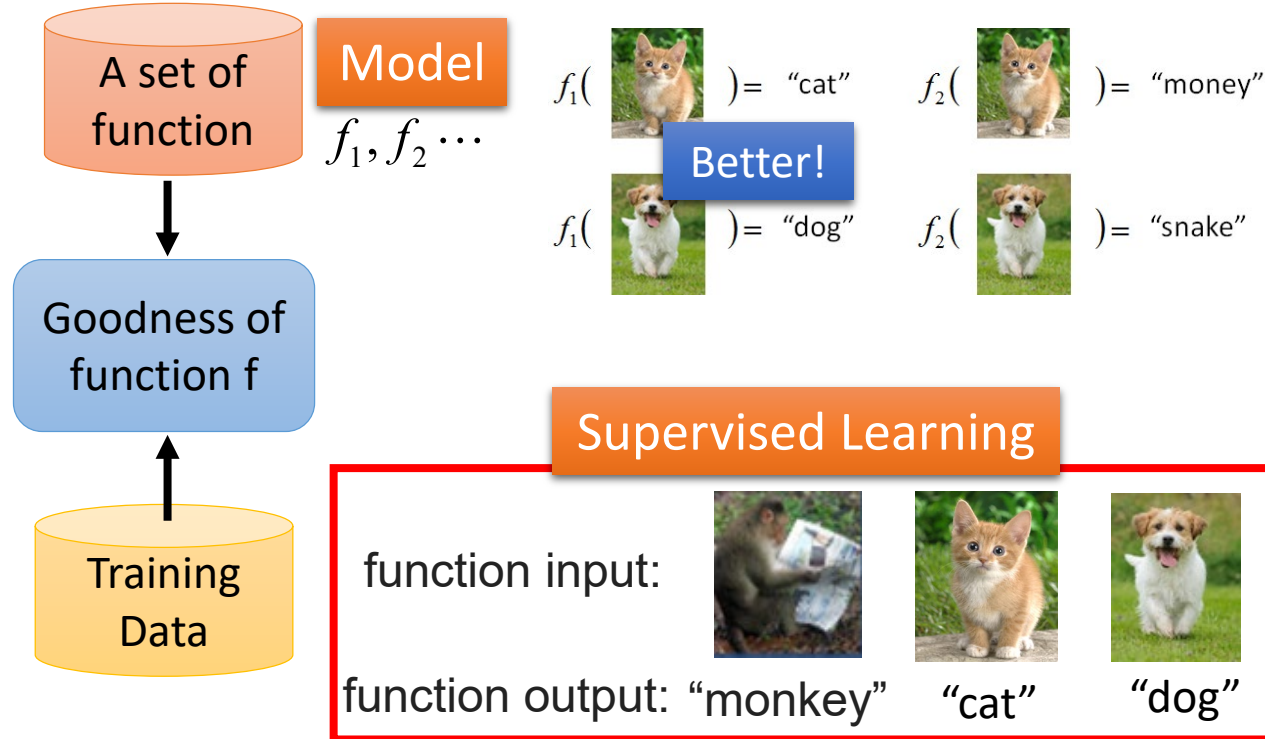 A set of
function
Model
f₁, f₂ ⋯
f₁( ) = “cat”
f₂( ) = “money”
Better!
f₁( ) = “dog”
f₂( ) = “snake”
Goodness of
function f
Supervised Learning
Training
Data
function input:
function output: “monkey” “cat” “dog”